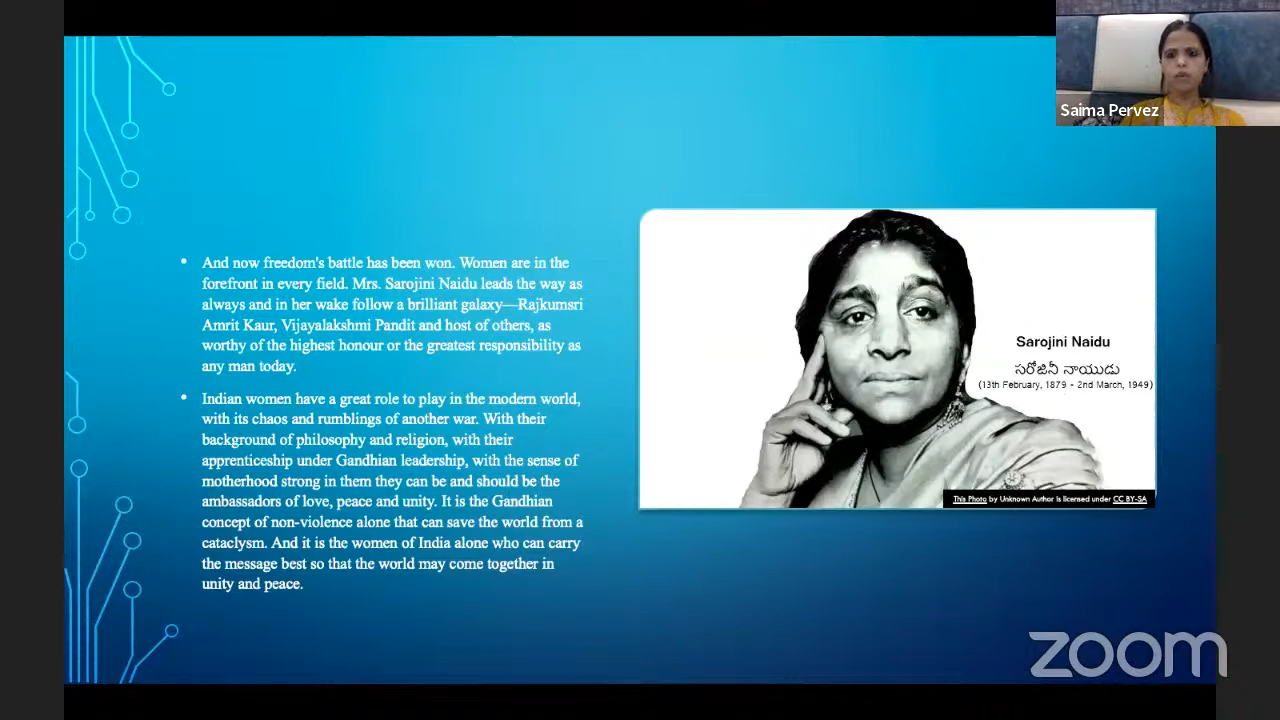 Saima Pervez
• And now freedom's battle has been won. Women are in the
forefront in every field. Mrs. Sarojini Naidu leads the way as
always and in her wake follow a brilliant galaxy—Rajkumsri
Amrit Kaur, Vijayalakshmi Pandit and host of others, as
worthy of the highest honour or the greatest responsibility as
any man today.
• Indian women have a great role to play in the modern world,
with its chaos and rumblings of another war. With their
background of philosophy and religion, with their
apprenticeship under Gandhian leadership, with the sense of
motherhood strong in them they can be and should be the
ambassadors of love, peace and unity. It is the Gandhian
concept of non-violence alone that can save the world from a
cataclysm. And it is the women of India alone who can carry
the message best so that the world may come together in
unity and peace.
Sarojini Naidu
సరోజినీ నాయుడు
(13th February, 1879 - 2nd March, 1949)
This Photo by Unknown Author is licensed under CC BY-SA
zoom